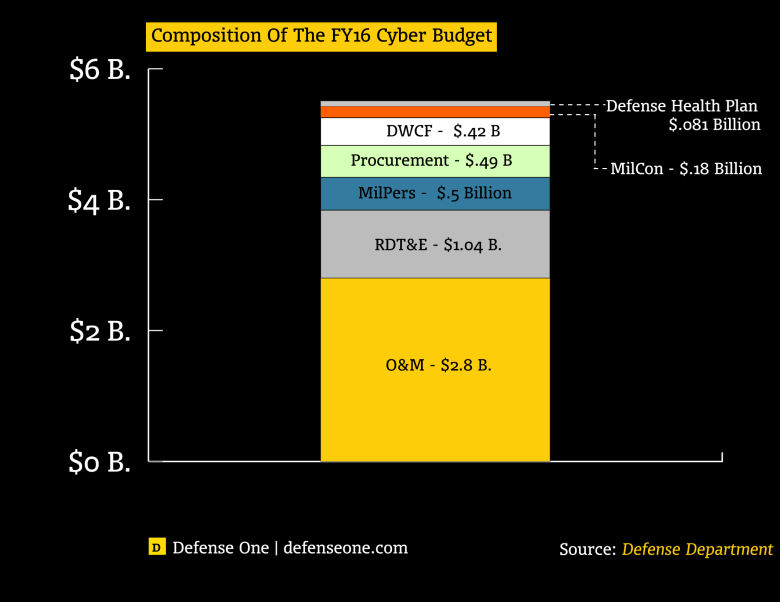 Composition Of The FY16 Cyber Budget
$6 B.
$4 B.
$2 B.
$0 B.
Defense Health Plan
$.081 Billion
MilCon - $.18 Billion
DWCF - $.42 B
Procurement - $.49 B
MilPers - $.5 Billion
RDT&E - $1.04 B.
O&M - $2.8 B.
D Defense One | defenseone.com
Source: Defense Department